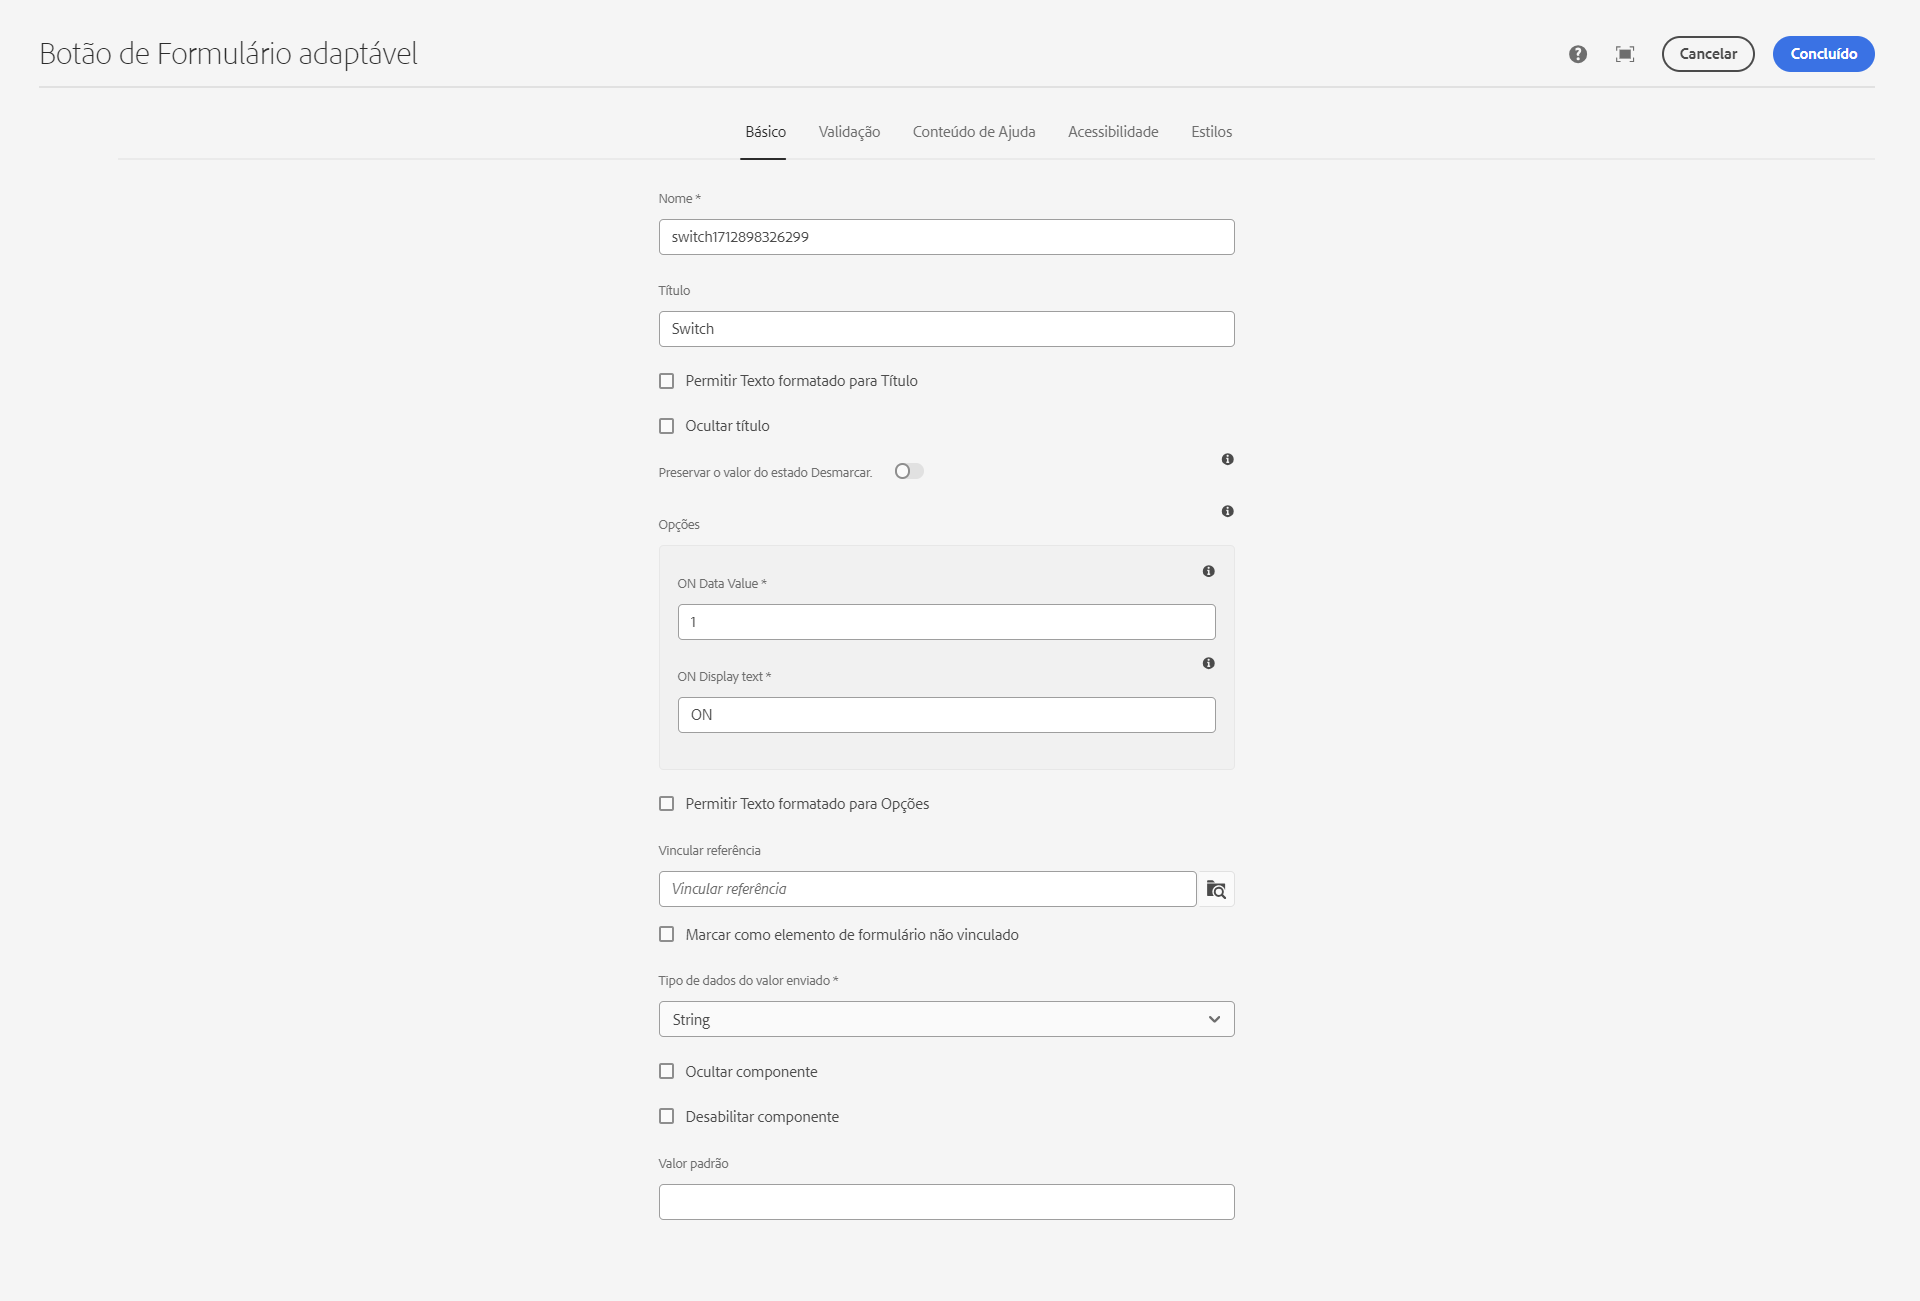 Botão de Formulário adaptável
Cancelar
Concluído
Básico
Validação
Conteúdo de Ajuda
Acessibilidade
Estilos
Nome *
switch1712898326299
Título
Switch
Permitir Texto formatado para Título
Ocultar título
Preservar o valor do estado Desmarcar.
Opções
ON Data Value *
1
ON Display text *
ON
Permitir Texto formatado para Opções
Vincular referência
Vincular referência
Marcar como elemento de formulário não vinculado
Tipo de dados do valor enviado *
String
Ocultar componente
Desabilitar componente
Valor padrão